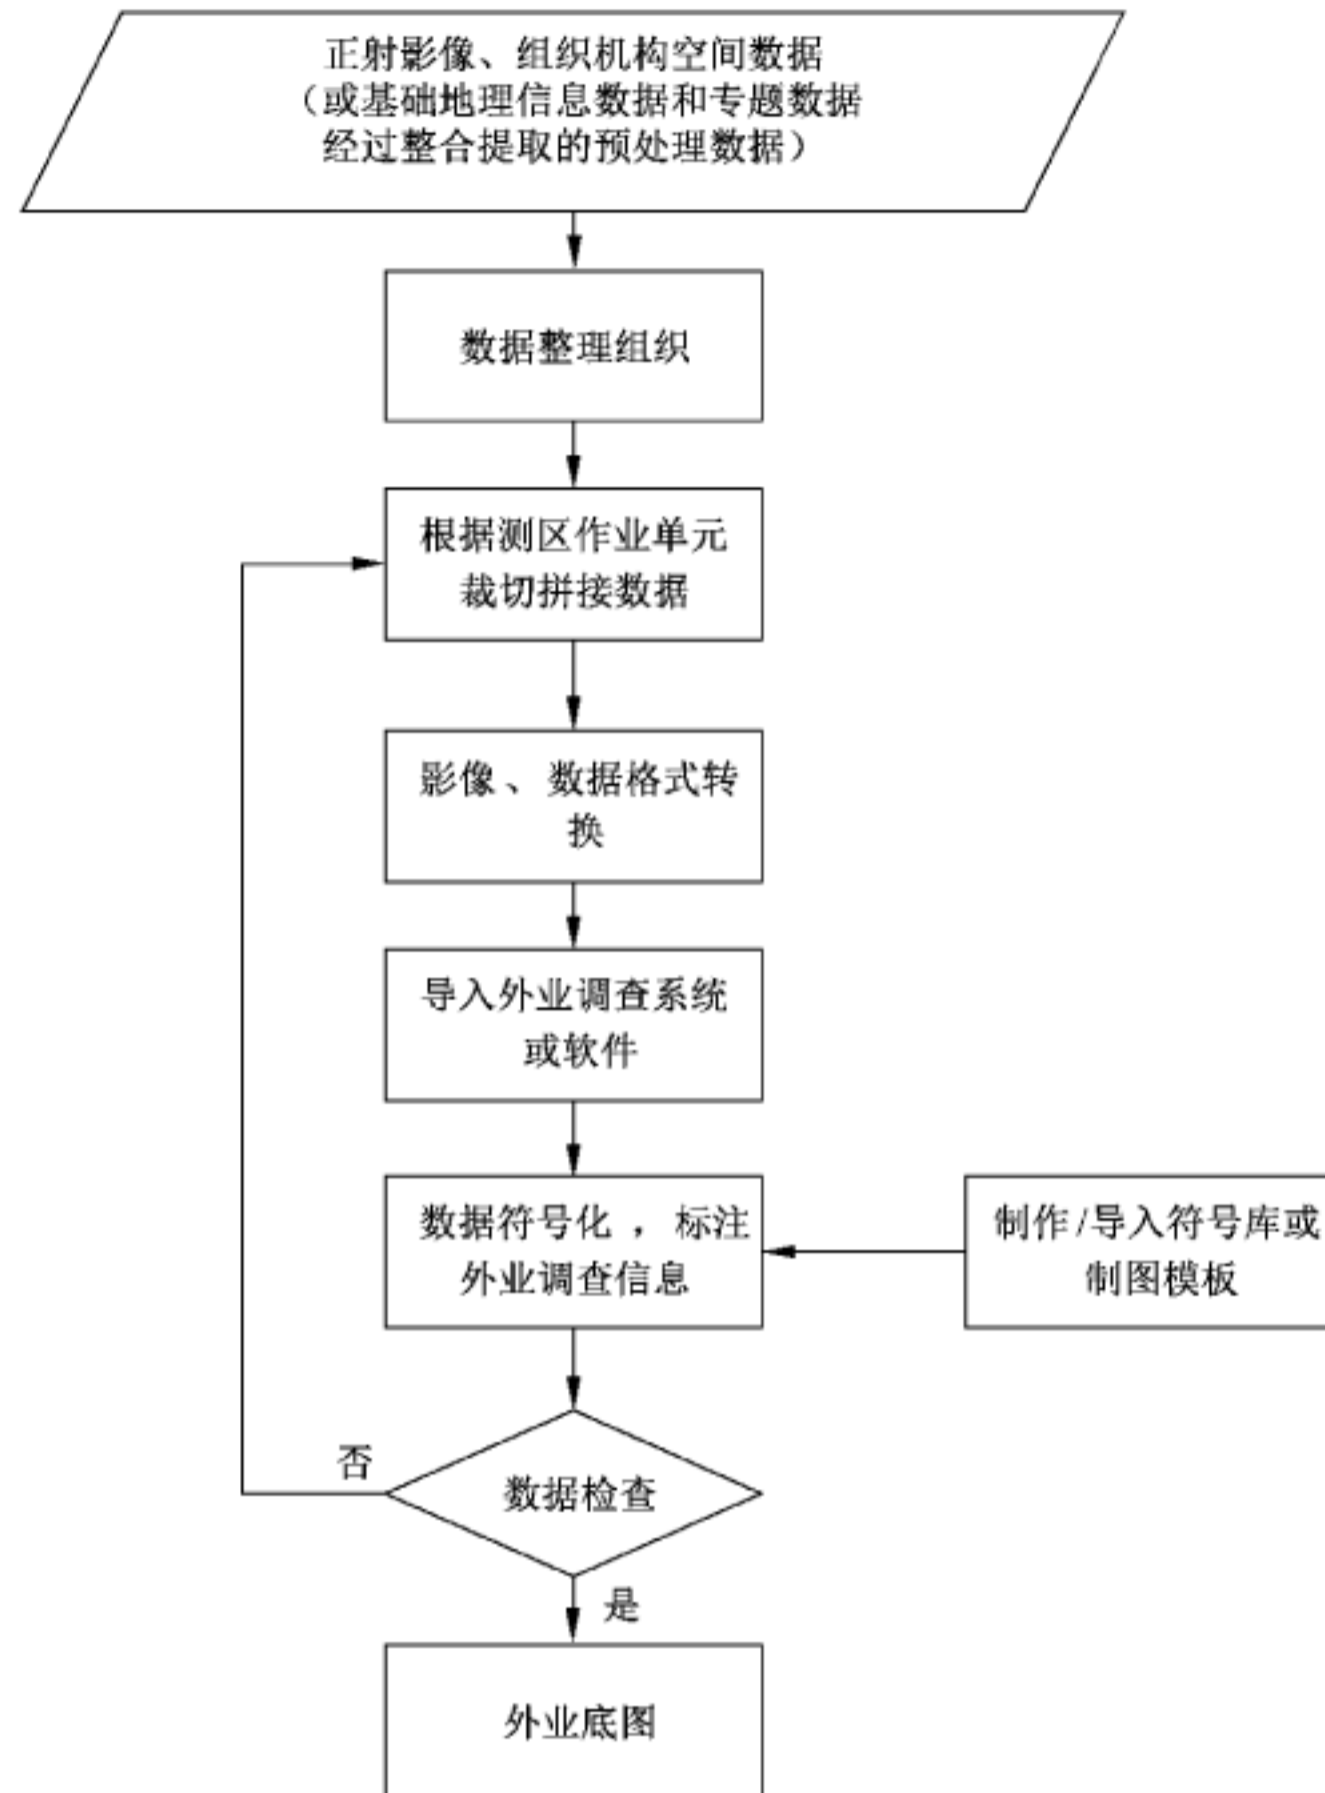 正射影像、组织机构空间数据
（或基础地理信息数据和专题数据
经过整合提取的预处理数据）
数据整理组织
根据测区作业单元
裁切拼接数据
影像、数据格式转
换
导入外业调查系统
或软件
数据符号化，标注
外业调查信息
制作/导入符号库或
制图模板
否
数据检查
是
外业底图